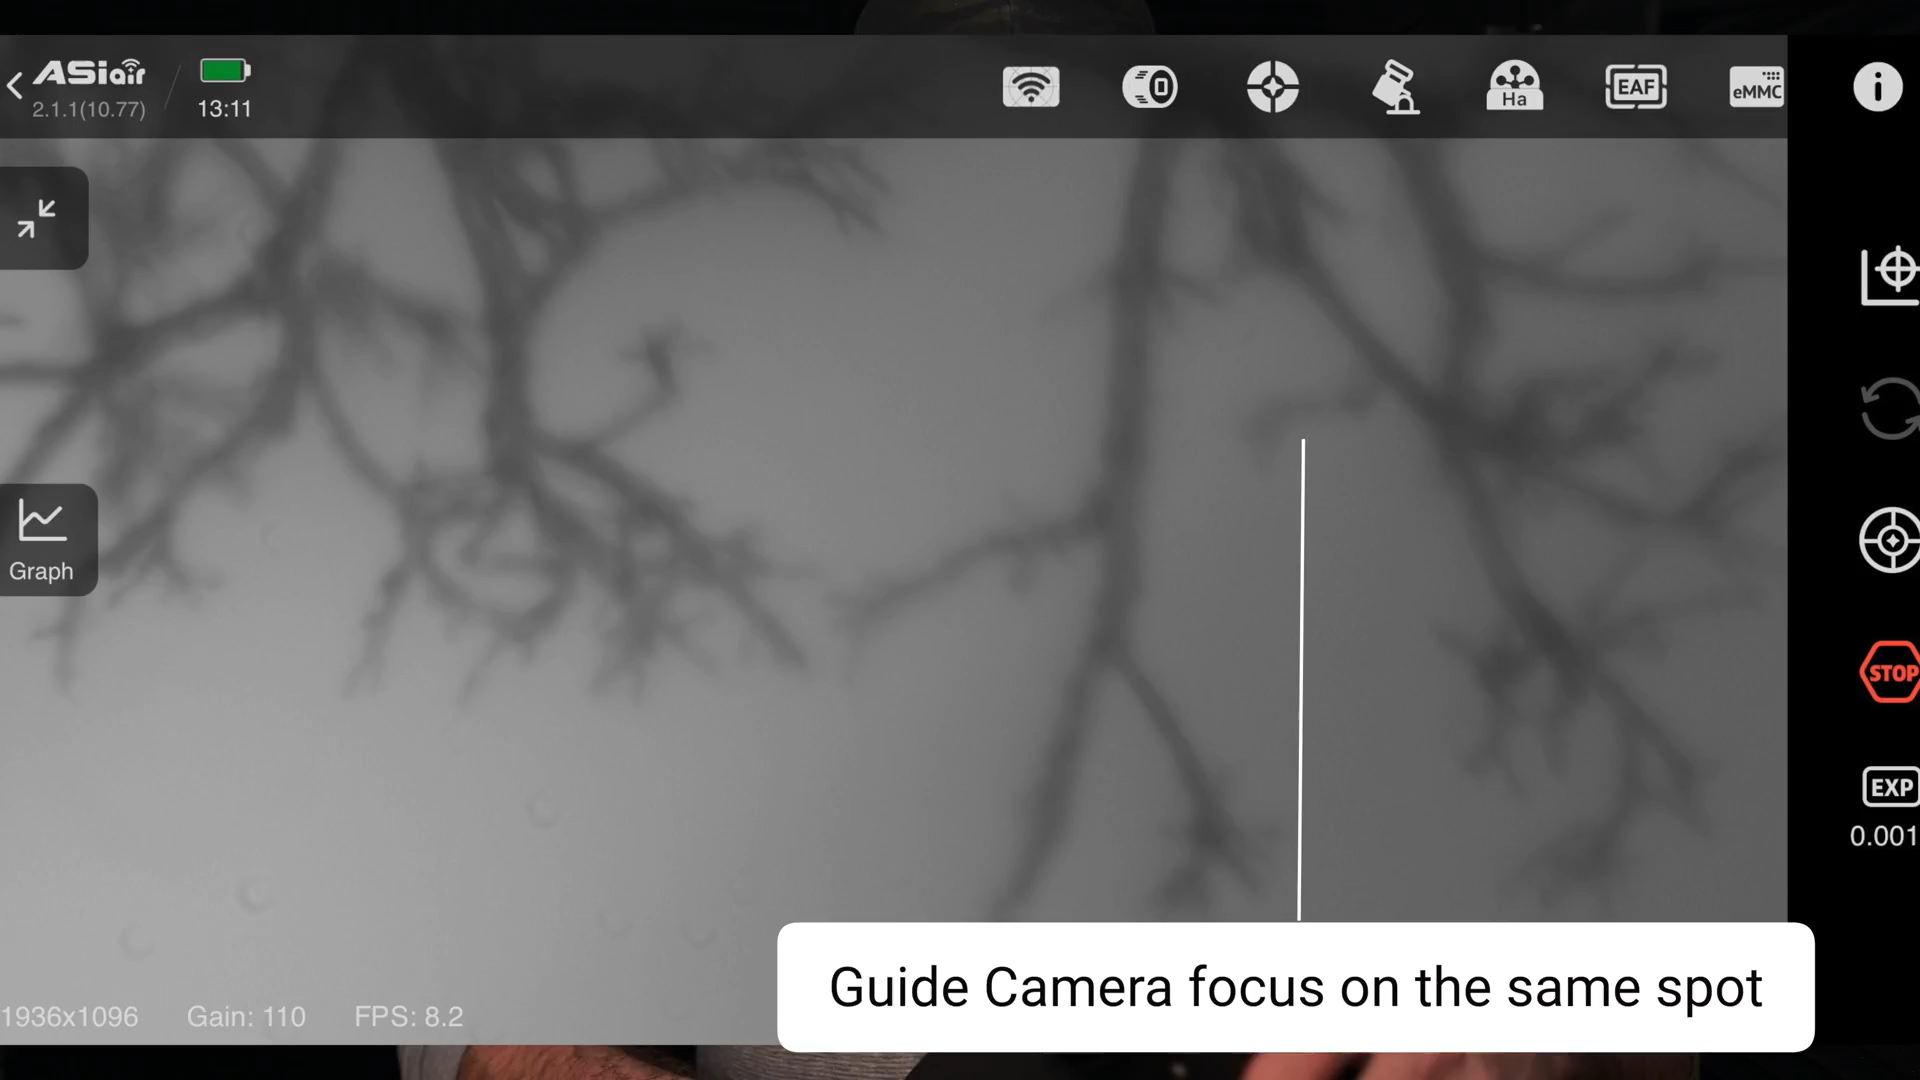 ASIair
2.1.1(10.77)
13:11
Ha
EAF
eMMC
Graph
STOP
EXP
0.001
1936x1096 Gain: 110 FPS: 8.2
Guide Camera focus on the same spot